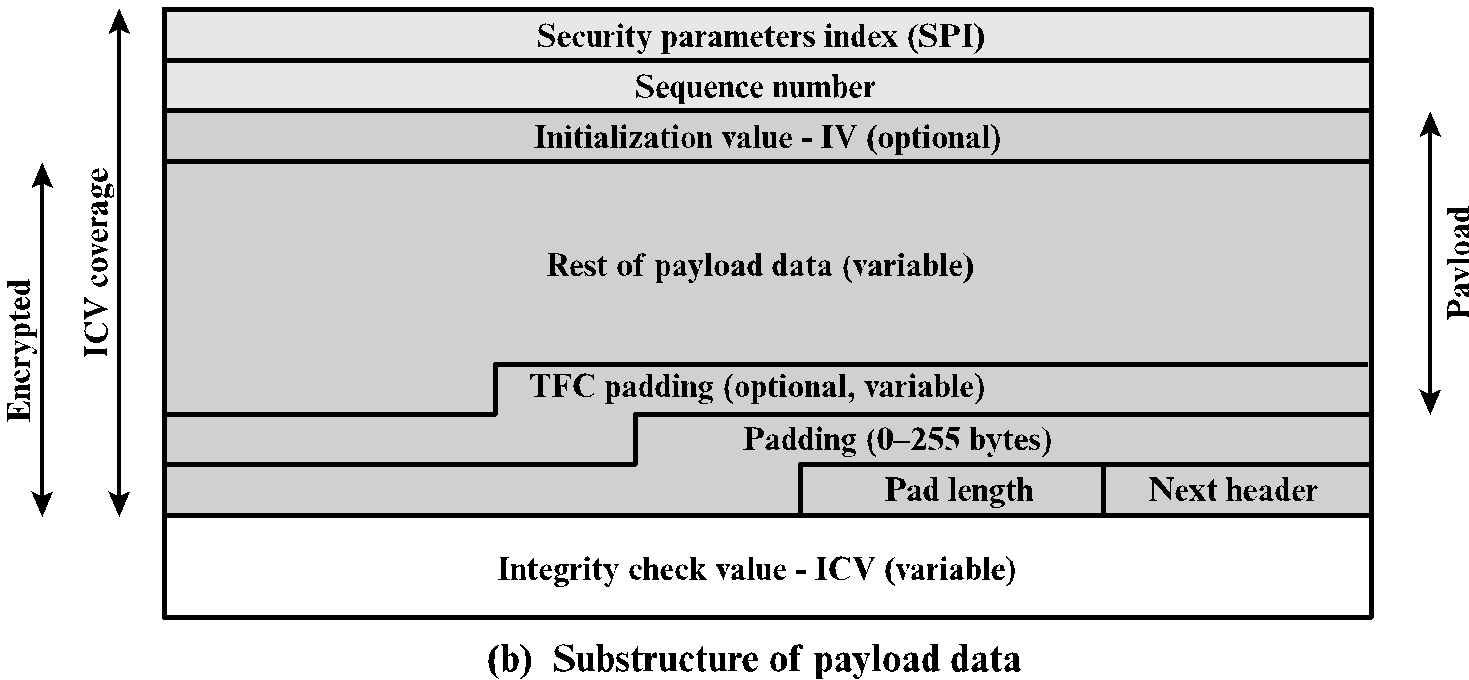 Security parameters index (SPI)
Sequence number
Initialization value - IV (optional)
Rest of payload data (variable)
TFC padding (optional, variable)
Padding (0–255 bytes)
Pad length
Next header
Integrity check value - ICV (variable)
Encrypted
ICV coverage
Payload
(b) Substructure of payload data